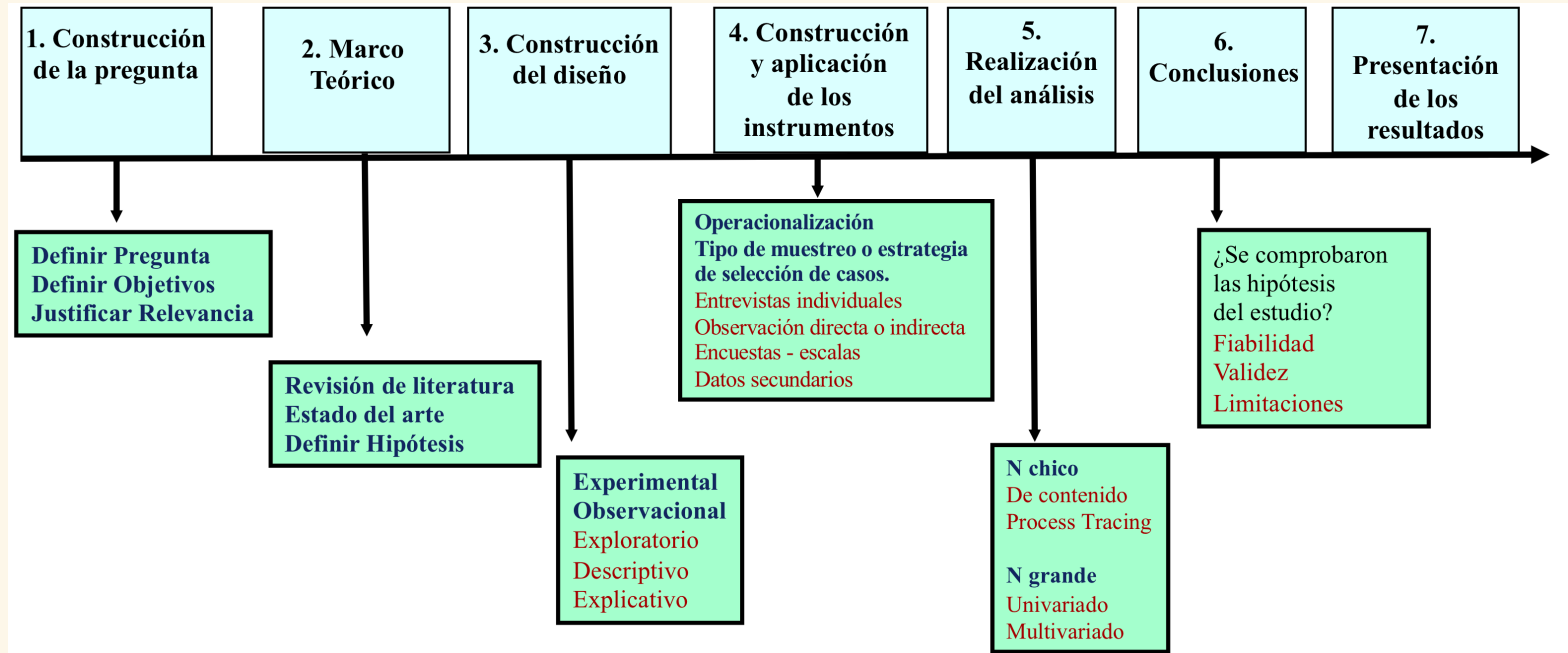 1. Construcción
de la pregunta
2. Marco
Teórico
3. Construcción
del diseño
4. Construcción
y aplicación
de los
instrumentos
5.
Realización
del análisis
6.
Conclusiones
7.
Presentación
de los
resultados
Definir Pregunta
Definir Objetivos
Justificar Relevancia
Revisión de literatura
Estado del arte
Definir Hipótesis
Experimental
Observacional
Exploratorio
Descriptivo
Explicativo
Operacionalización
Tipo de muestreo o estrategia
de selección de casos.
Entrevistas individuales
Observación directa o indirecta
Encuestas - escalas
Datos secundarios
N chico
De contenido
Process Tracing
N grande
Univariado
Multivariado
¿Se comprobaron
las hipótesis
del estudio?
Fiabilidad
Validez
Limitaciones